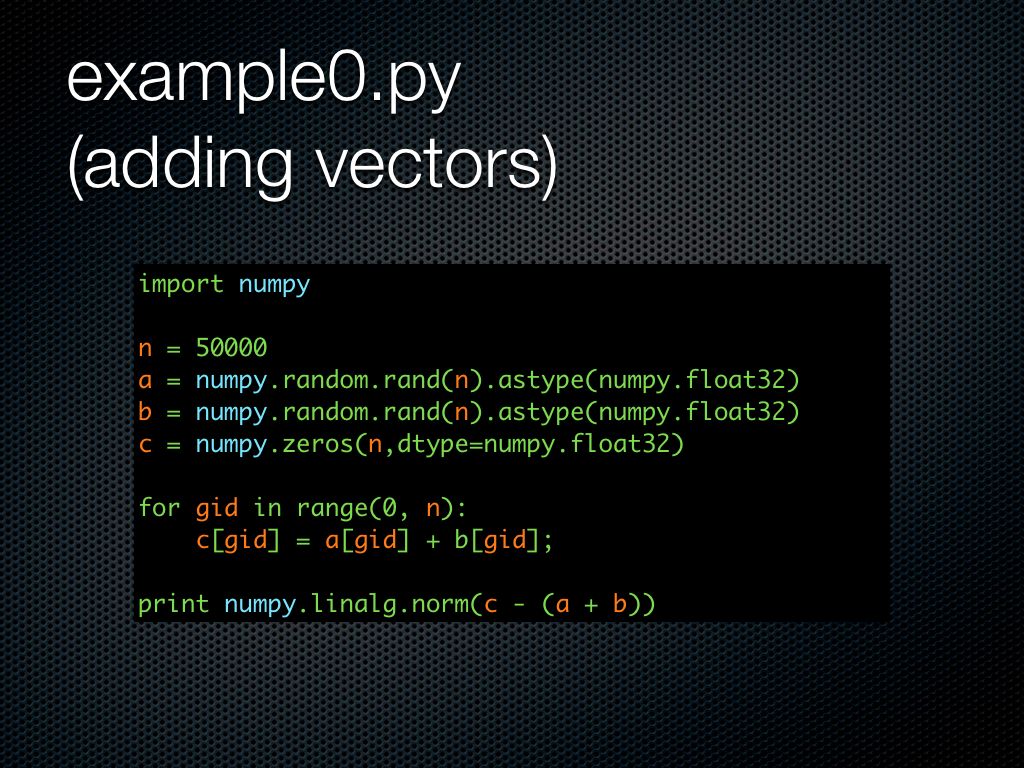 example0.py
(adding vectors)
import numpy
n = 50000
a = numpy.random.rand(n).astype(numpy.float32)
b = numpy.random.rand(n).astype(numpy.float32)
c = numpy.zeros(n,dtype=numpy.float32)
for gid in range(0, n):
    c[gid] = a[gid] + b[gid];
print numpy.linalg.norm(c - (a + b))